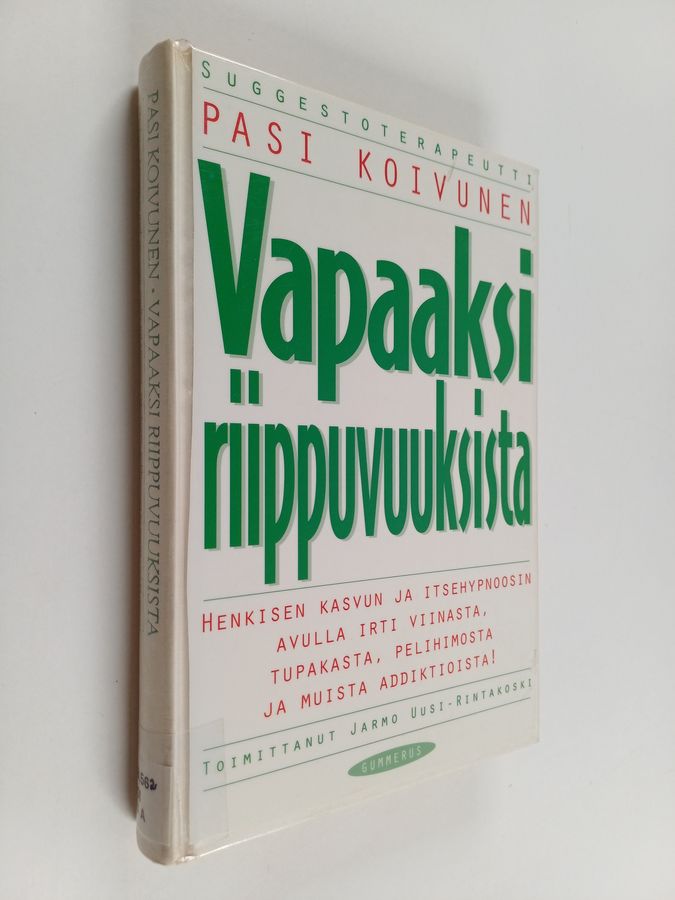 SUGGESTOTERAPEUTTI
PASI KOIVUNEN
Vapaaksi
riippuvuuksista
HENKISEN KASVUN JA ITSEHYPNOOSIN
AVULLA IRTI VIINASTA,
TUPAKASTA, PELIHIMOSTA
JA MUISTA ADDIKTIOISTA!
TOIMITTANUT JARMO UUSI-RINTAKOSKI
GUMMERUS
PASI KOIVUNEN · VAPAAKSI RIIPPUVUUKSISTA
A